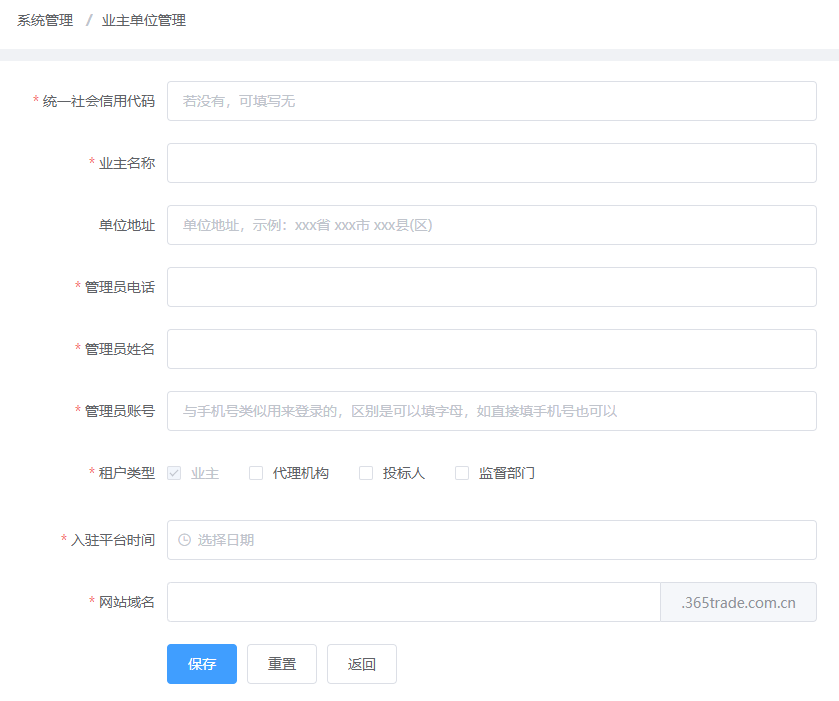 系统管理 / 业主单位管理
* 统一社会信用代码 若没有，可填写无
* 业主名称
单位地址 单位地址，示例：xxx省 xxx市 xxx县(区)
* 管理员电话
* 管理员姓名
* 管理员账号 与手机号类似用来登录的，区别是可以填字母，如直接填手机号也可以
* 租户类型 业主 代理机构 投标人 监督部门
* 入驻平台时间 选择日期
* 网站域名 .365trade.com.cn
保存 重置 返回